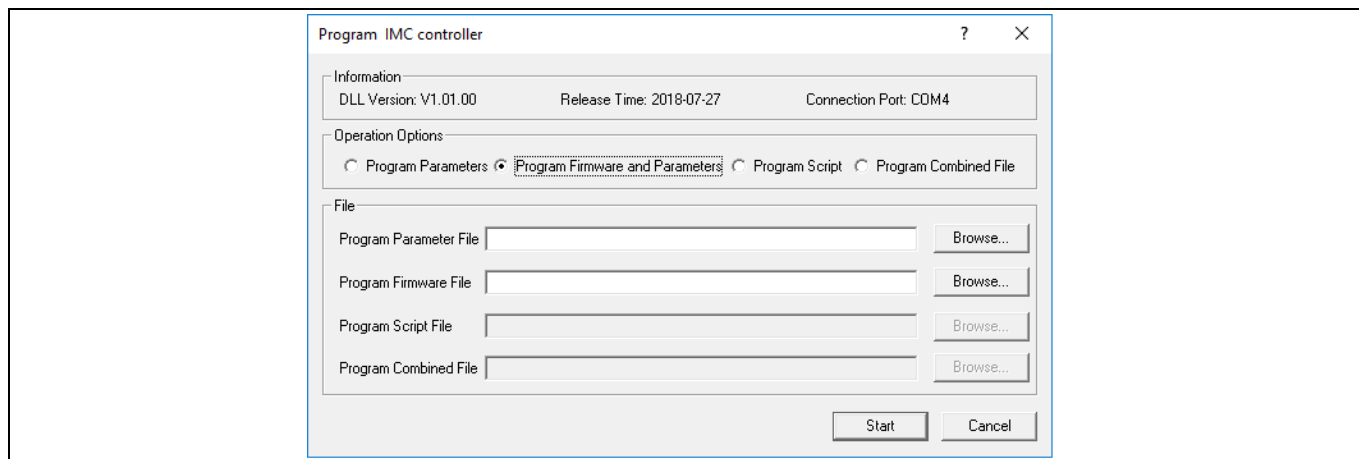 Program IMC controller ?
Information
DLL Version: V1.01.00 Release Time: 2018-07-27 Connection Port: COM4
Operation Options
Program Parameters Program Firmware and Parameters Program Script Program Combined File
File
Program Parameter File Browse...
Program Firmware File Browse...
Program Script File Browse...
Program Combined File Browse...
Start Cancel